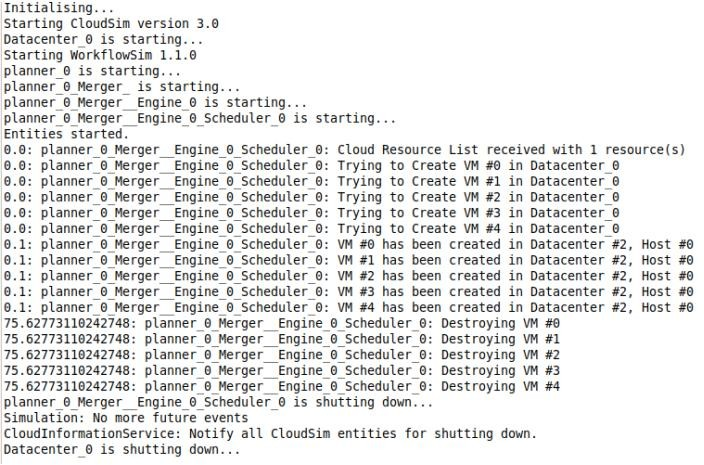 Initialising...
Starting CloudSim version 3.0
Datacenter_0 is starting...
Starting WorkflowSim 1.1.0
planner_0 is starting...
planner_0_Merger_ is starting...
planner_0_Merger__Engine_0 is starting...
planner_0_Merger__Engine_0_Scheduler_0 is starting...
Entities started.
0.0: planner_0_Merger__Engine_0_Scheduler_0: Cloud Resource List received with 1 resource(s)
0.0: planner_0_Merger__Engine_0_Scheduler_0: Trying to Create VM #0 in Datacenter_0
0.0: planner_0_Merger__Engine_0_Scheduler_0: Trying to Create VM #1 in Datacenter_0
0.0: planner_0_Merger__Engine_0_Scheduler_0: Trying to Create VM #2 in Datacenter_0
0.0: planner_0_Merger__Engine_0_Scheduler_0: Trying to Create VM #3 in Datacenter_0
0.0: planner_0_Merger__Engine_0_Scheduler_0: Trying to Create VM #4 in Datacenter_0
0.1: planner_0_Merger__Engine_0_Scheduler_0: VM #0 has been created in Datacenter #2, Host #0
0.1: planner_0_Merger__Engine_0_Scheduler_0: VM #1 has been created in Datacenter #2, Host #0
0.1: planner_0_Merger__Engine_0_Scheduler_0: VM #2 has been created in Datacenter #2, Host #0
0.1: planner_0_Merger__Engine_0_Scheduler_0: VM #3 has been created in Datacenter #2, Host #0
0.1: planner_0_Merger__Engine_0_Scheduler_0: VM #4 has been created in Datacenter #2, Host #0
75.62773110242748: planner_0_Merger__Engine_0_Scheduler_0: Destroying VM #0
75.62773110242748: planner_0_Merger__Engine_0_Scheduler_0: Destroying VM #1
75.62773110242748: planner_0_Merger__Engine_0_Scheduler_0: Destroying VM #2
75.62773110242748: planner_0_Merger__Engine_0_Scheduler_0: Destroying VM #3
75.62773110242748: planner_0_Merger__Engine_0_Scheduler_0: Destroying VM #4
planner_0_Merger__Engine_0_Scheduler_0 is shutting down...
Simulation: No more future events
CloudInformationService: Notify all CloudSim entities for shutting down.
Datacenter_0 is shutting down...